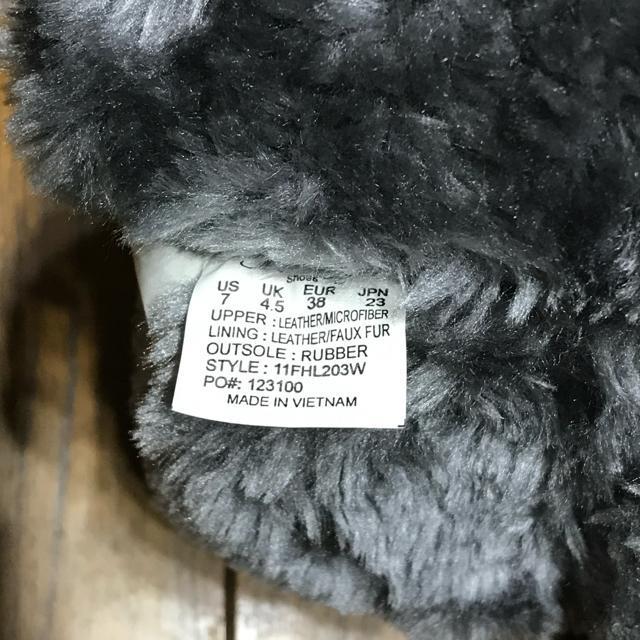 Shoes
US UK EUR JPN
7 4.5 38 23
UPPER : LEATHER/MICROFIBER
LINING : LEATHER/FAUX FUR
OUTSOLE : RUBBER
STYLE : 11FHL203W
PO#: 123100
MADE IN VIETNAM